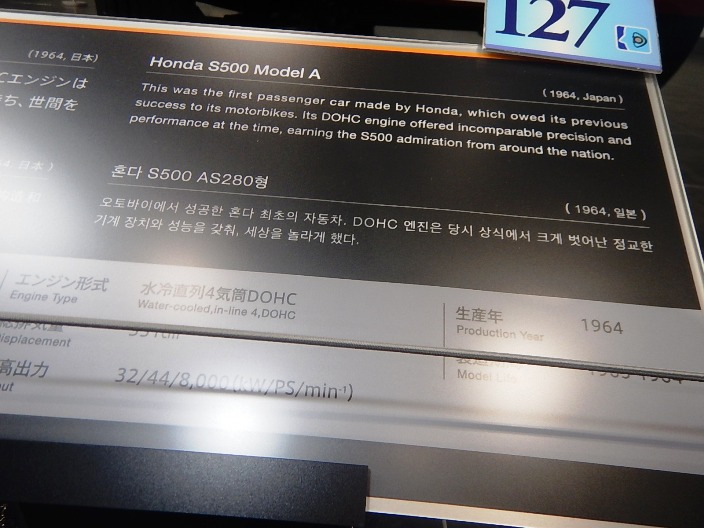 127
(1964, 日本)
Cエンジンは
ち、世間を
Honda S500 Model A
(1964, Japan)
This was the first passenger car made by Honda, which owed its previous
success to its motorbikes. Its DOHC engine offered incomparable precision and
performance at the time, earning the S500 admiration from around the nation.
혼다 S500 AS280형
(1964, 일본)
오토바이에서 성공한 혼다 최초의 자동차. DOHC 엔진은 당시 상식에서 크게 벗어난 정교한
기계 장치와 성능을 갖춰, 세상을 놀라게 했다.
エンジン形式
Engine Type
水冷直列4気筒DOHC
Water-cooled,in-line 4,DOHC
生産年
Production Year
1964
高出力
32/44/8,000(kW/PS/min⁻¹)